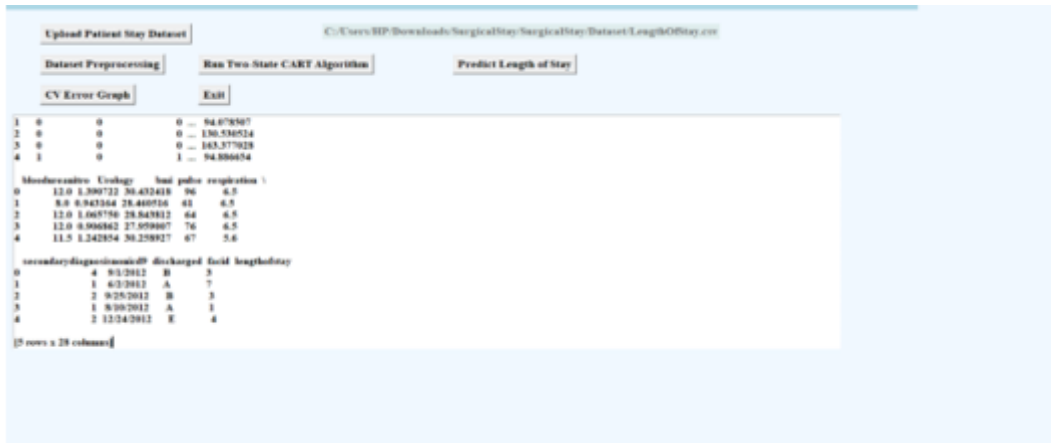 Upload Patient Stay Dataset C:/Users/HP/Downloads/SurgicalStay/SurgicalStay/Dataset/LengthOfStay.csv
Dataset Preprocessing Run Two-State CART Algorithm Predict Length of Stay
CV Error Graph Exit
1 0 0 0 ... 94.078507
2 0 0 0 ... 130.530524
3 0 0 0 ... 163.377028
4 1 0 1 ... 94.886654
bloodureanitro Urology bmi pulse respiration \
0 12.0 1.390722 30.432418 96 6.5
1 8.0 0.943164 28.460516 61 6.5
2 12.0 1.065750 28.843812 64 6.5
3 12.0 0.906862 27.959007 76 6.5
4 11.5 1.242854 30.258927 67 5.6
secondarydiagnosisnonicd9 discharged facid lengthofstay
0 4 9/1/2012 B 3
1 1 6/2/2012 A 7
2 2 9/25/2012 B 3
3 1 8/10/2012 A 1
4 2 12/24/2012 E 4
[5 rows x 28 columns]